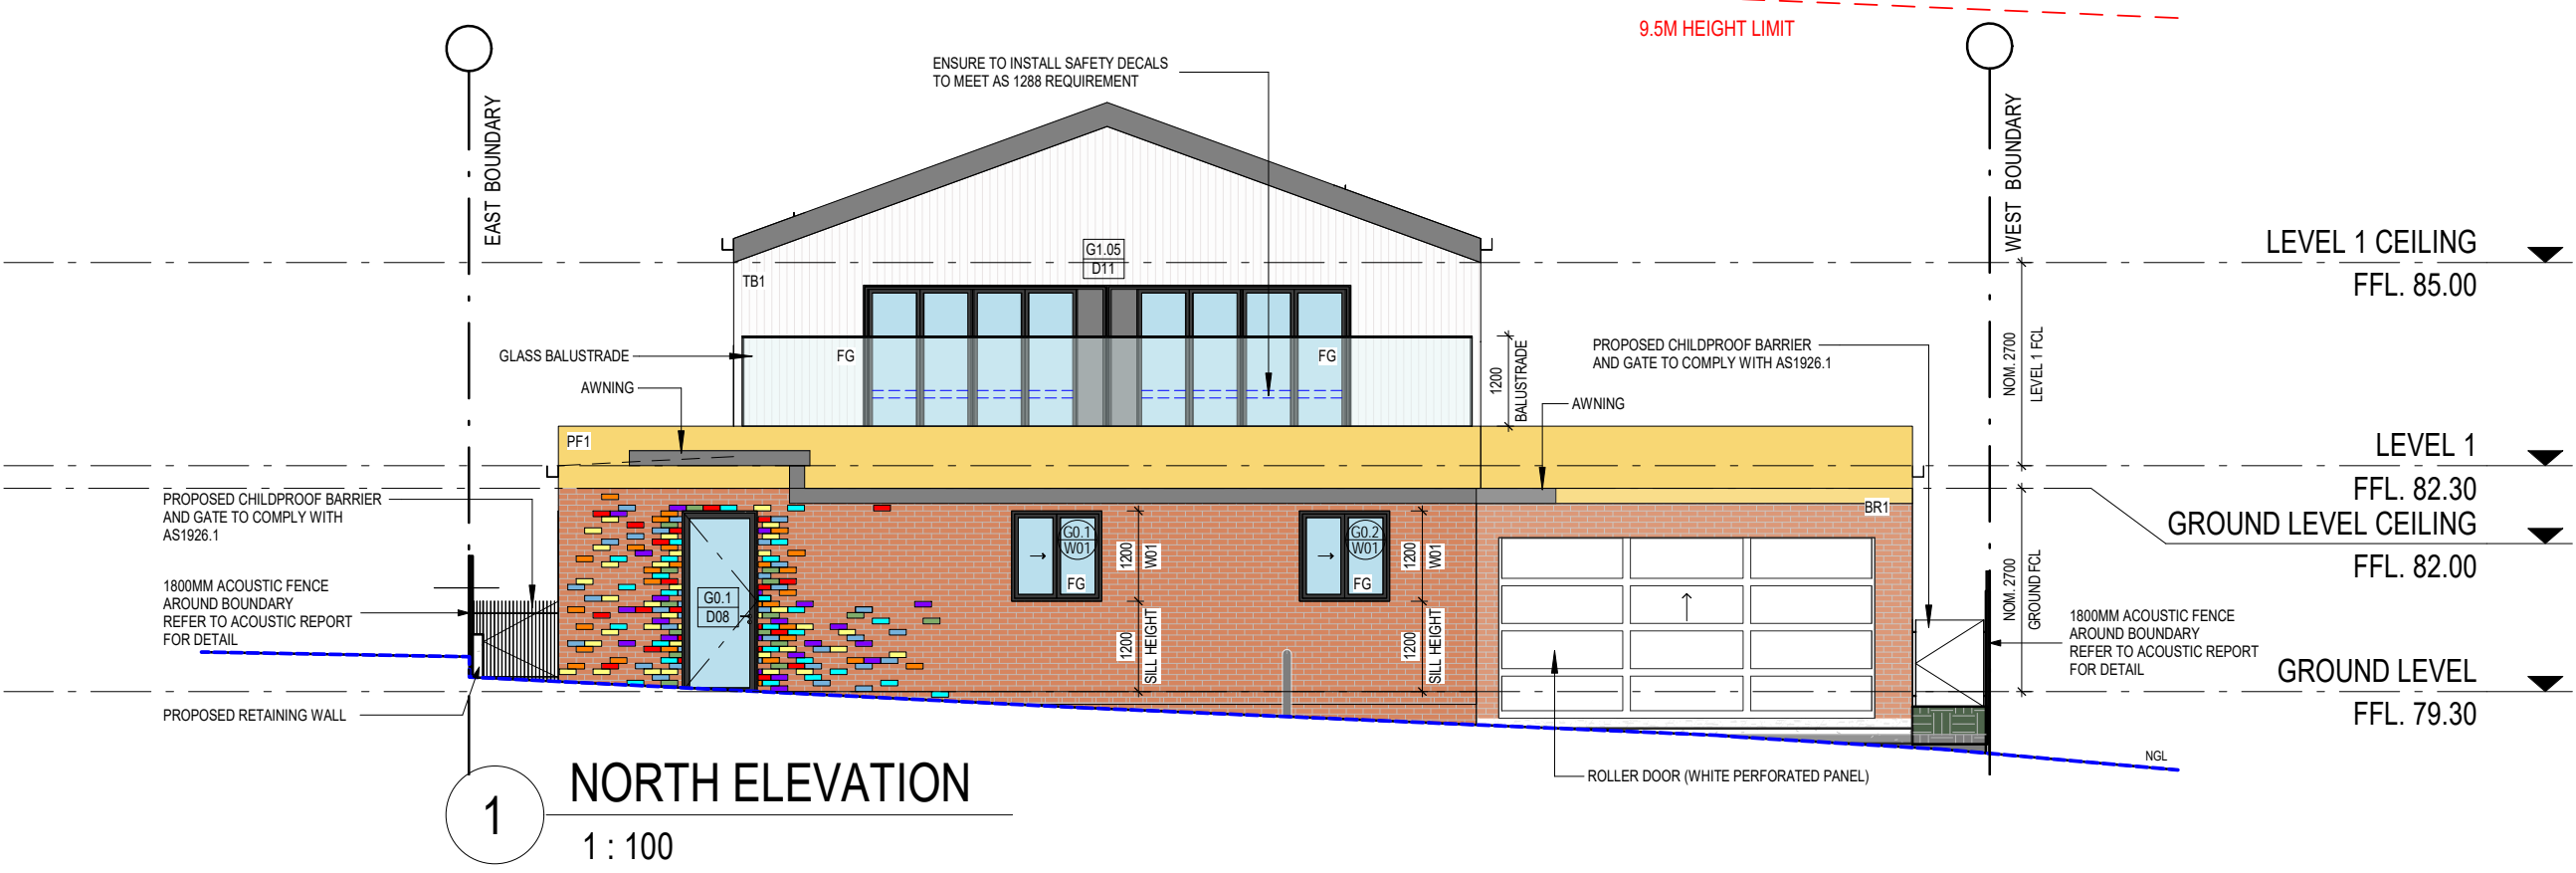 9.5M HEIGHT LIMIT
ENSURE TO INSTALL SAFETY DECALS
TO MEET AS 1288 REQUIREMENT
EAST BOUNDARY
WEST BOUNDARY
LEVEL 1 CEILING
FFL. 85.00
G1.05
D11
TB1
GLASS BALUSTRADE
FG
FG
AWNING
1200
BALUSTRADE
PROPOSED CHILDPROOF BARRIER
AND GATE TO COMPLY WITH AS1926.1
AWNING
NOM. 2700
LEVEL 1 FCL
PF1
LEVEL 1
FFL. 82.30
PROPOSED CHILDPROOF BARRIER
AND GATE TO COMPLY WITH
AS1926.1
BR1
GROUND LEVEL CEILING
FFL. 82.00
G0.1
W01
FG
1200
W01
G0.2
W01
FG
1200
W01
1800MM ACOUSTIC FENCE
AROUND BOUNDARY
REFER TO ACOUSTIC REPORT
FOR DETAIL
G0.1
D08
1200
SILL HEIGHT
1200
SILL HEIGHT
NOM. 2700
GROUND FCL
1800MM ACOUSTIC FENCE
AROUND BOUNDARY
REFER TO ACOUSTIC REPORT
FOR DETAIL
GROUND LEVEL
FFL. 79.30
PROPOSED RETAINING WALL
NGL
ROLLER DOOR (WHITE PERFORATED PANEL)
1
NORTH ELEVATION
1 : 100